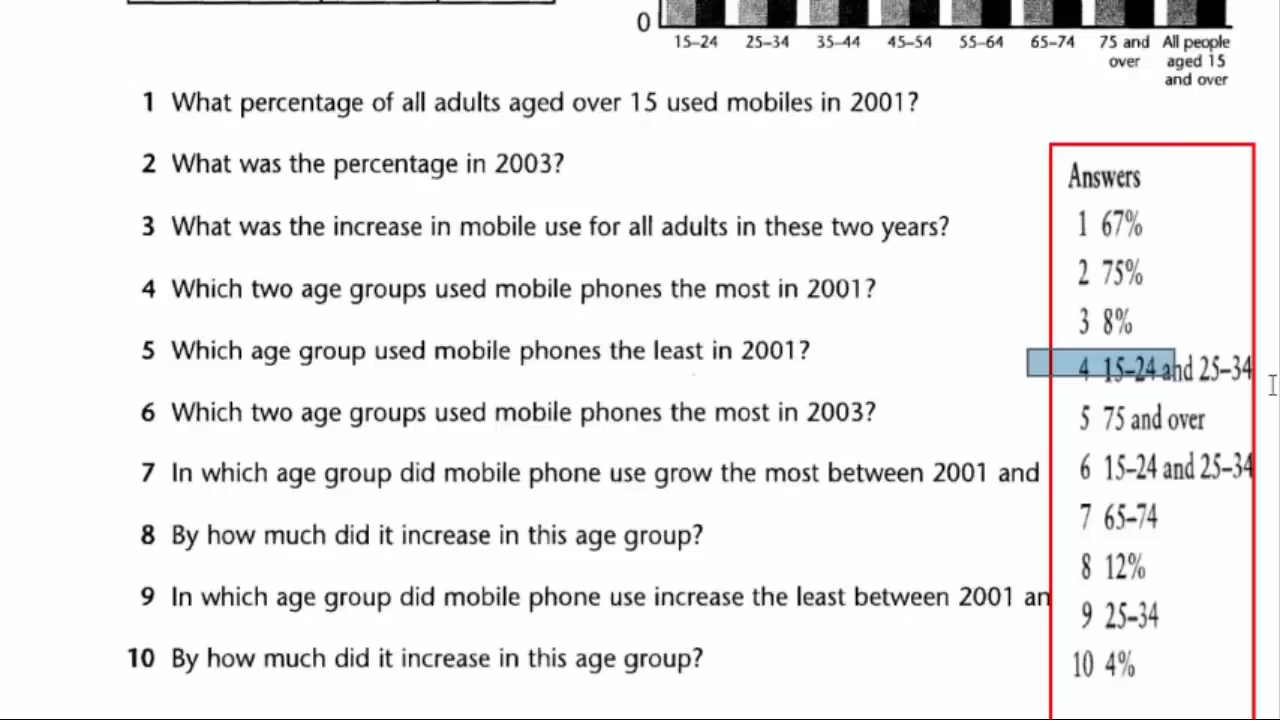 0
15–24 25–34 35–44 45–54 55–64 65–74 75 and over All people aged 15 and over
1 What percentage of all adults aged over 15 used mobiles in 2001?
2 What was the percentage in 2003?
3 What was the increase in mobile use for all adults in these two years?
4 Which two age groups used mobile phones the most in 2001?
5 Which age group used mobile phones the least in 2001?
6 Which two age groups used mobile phones the most in 2003?
7 In which age group did mobile phone use grow the most between 2001 and
8 By how much did it increase in this age group?
9 In which age group did mobile phone use increase the least between 2001 an
10 By how much did it increase in this age group?
Answers
1 67%
2 75%
3 8%
4 15–24 and 25–34
5 75 and over
6 15–24 and 25–34
7 65–74
8 12%
9 25–34
10 4%